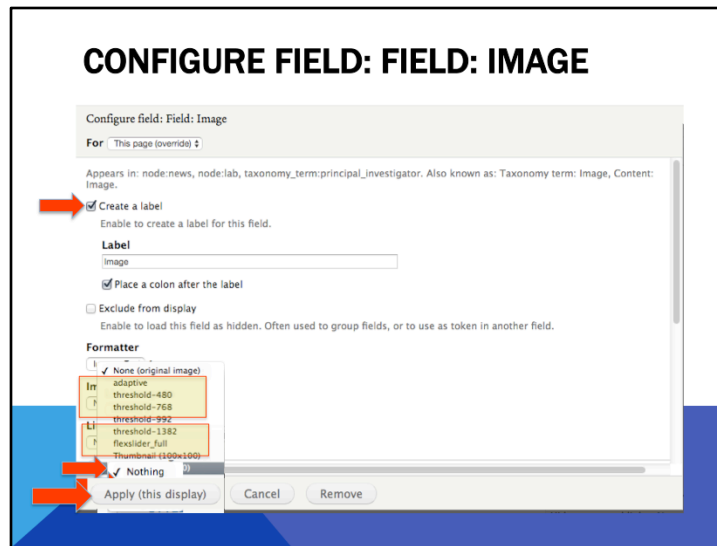 CONFIGURE FIELD: FIELD: IMAGE
Configure field: Field: Image
For This page (override)
Appears in: node:news, node:lab, taxonomy_term:principal_investigator. Also known as: Taxonomy term: Image, Content:
Image.
Create a label
Enable to create a label for this field.
Label
Image
Place a colon after the label
Exclude from display
Enable to load this field as hidden. Often used to group fields, or to use as token in another field.
Formatter
None (original image)
adaptive
threshold-480
threshold-768
threshold-992
threshold-1382
flexslider_full
Thumbnail (100x100)
Nothing
Apply (this display) Cancel Remove